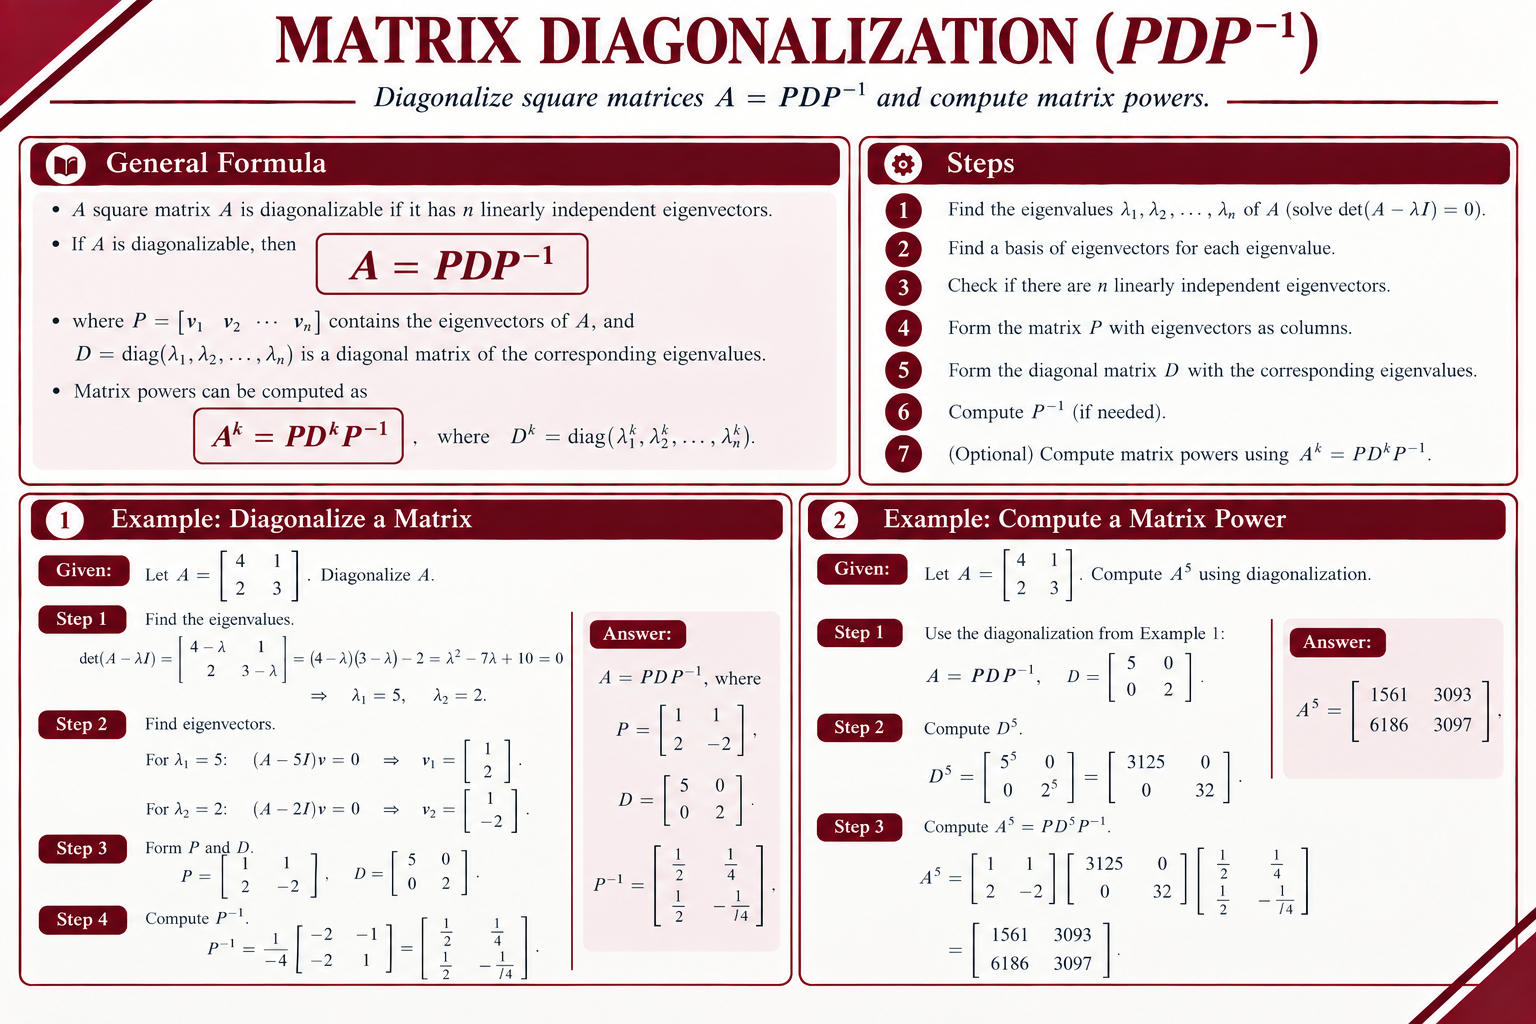 MATRIX DIAGONALIZATION (PDP⁻¹)
Diagonalize square matrices A = PDP⁻¹ and compute matrix powers.
General Formula
• A square matrix A is diagonalizable if it has n linearly independent eigenvectors.
• If A is diagonalizable, then
A = PDP⁻¹
• where P = [v₁ v₂ ⋯ vₙ] contains the eigenvectors of A, and
D = diag(λ₁, λ₂, . . . , λₙ) is a diagonal matrix of the corresponding eigenvalues.
• Matrix powers can be computed as
Aᵏ = PDᵏP⁻¹ , where Dᵏ = diag(λ₁ᵏ, λ₂ᵏ, . . . , λₙᵏ).
Steps
1 Find the eigenvalues λ₁, λ₂, . . . , λₙ of A (solve det(A − λI) = 0).
2 Find a basis of eigenvectors for each eigenvalue.
3 Check if there are n linearly independent eigenvectors.
4 Form the matrix P with eigenvectors as columns.
5 Form the diagonal matrix D with the corresponding eigenvalues.
6 Compute P⁻¹ (if needed).
7 (Optional) Compute matrix powers using Aᵏ = PDᵏP⁻¹.
1 Example: Diagonalize a Matrix
Given: Let A = [4 1; 2 3] . Diagonalize A.
Step 1 Find the eigenvalues.
det(A − λI) = [4 − λ 1; 2 3 − λ] = (4 − λ)(3 − λ) − 2 = λ² − 7λ + 10 = 0
⇒ λ₁ = 5, λ₂ = 2.
Step 2 Find eigenvectors.
For λ₁ = 5: (A − 5I)v = 0 ⇒ v₁ = [1; 2] .
For λ₂ = 2: (A − 2I)v = 0 ⇒ v₂ = [1; −2] .
Step 3 Form P and D.
P = [1 1; 2 −2] , D = [5 0; 0 2] .
Step 4 Compute P⁻¹.
P⁻¹ = 1/−4 [−2 −1; −2 1] = [1/2 1/4; 1/2 −1//4] .
Answer:
A = PDP⁻¹, where
P = [1 1; 2 −2] ,
D = [5 0; 0 2] .
P⁻¹ = [1/2 1/4; 1/2 −1//4] ,
2 Example: Compute a Matrix Power
Given: Let A = [4 1; 2 3] . Compute A⁵ using diagonalization.
Step 1 Use the diagonalization from Example 1:
A = PDP⁻¹, D = [5 0; 0 2] .
Step 2 Compute D⁵.
D⁵ = [5⁵ 0; 0 2⁵] = [3125 0; 0 32] .
Step 3 Compute A⁵ = PD⁵P⁻¹.
A⁵ = [1 1; 2 −2] [3125 0; 0 32] [1/2 1/4; 1/2 −1//4]
= [1561 3093; 6186 3097] .
Answer:
A⁵ = [1561 3093; 6186 3097] ,